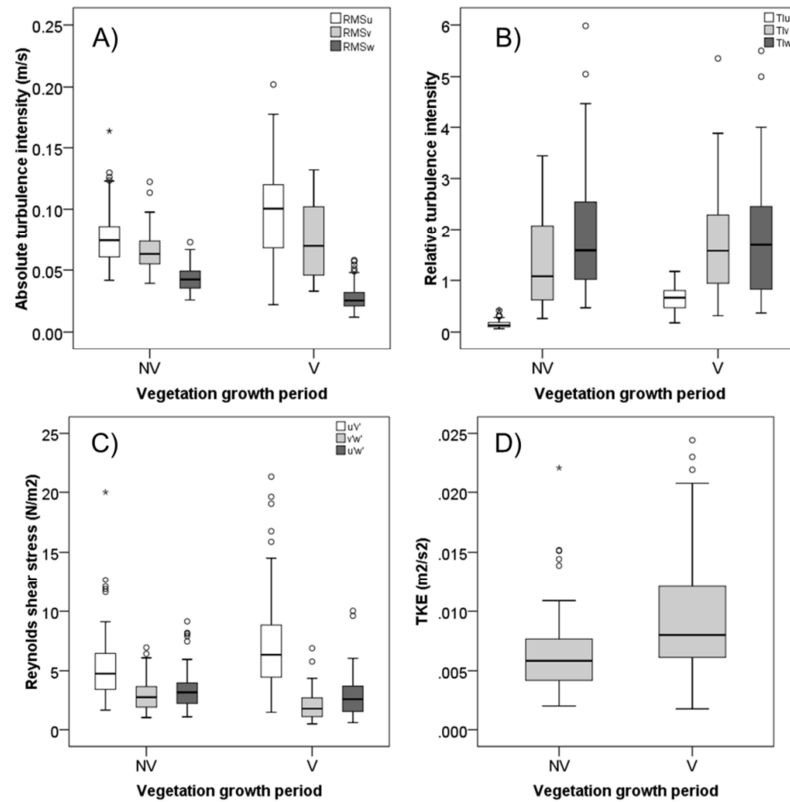 A)
RMSu
RMSv
RMSw
Absolute turbulence intensity (m/s)
0.25
0.20
0.15
0.10
0.05
0.00
NV V
Vegetation growth period
B)
TIu
TIv
TIw
Relative turbulence intensity
6
5
4
3
2
1
0
NV V
Vegetation growth period
C)
u'v'
v'w'
u'w'
Reynolds shear stress (N/m2)
25
20
15
10
5
0
NV V
Vegetation growth period
D)
TKE (m2/s2)
.025
.020
.015
.010
.005
.000
NV V
Vegetation growth period